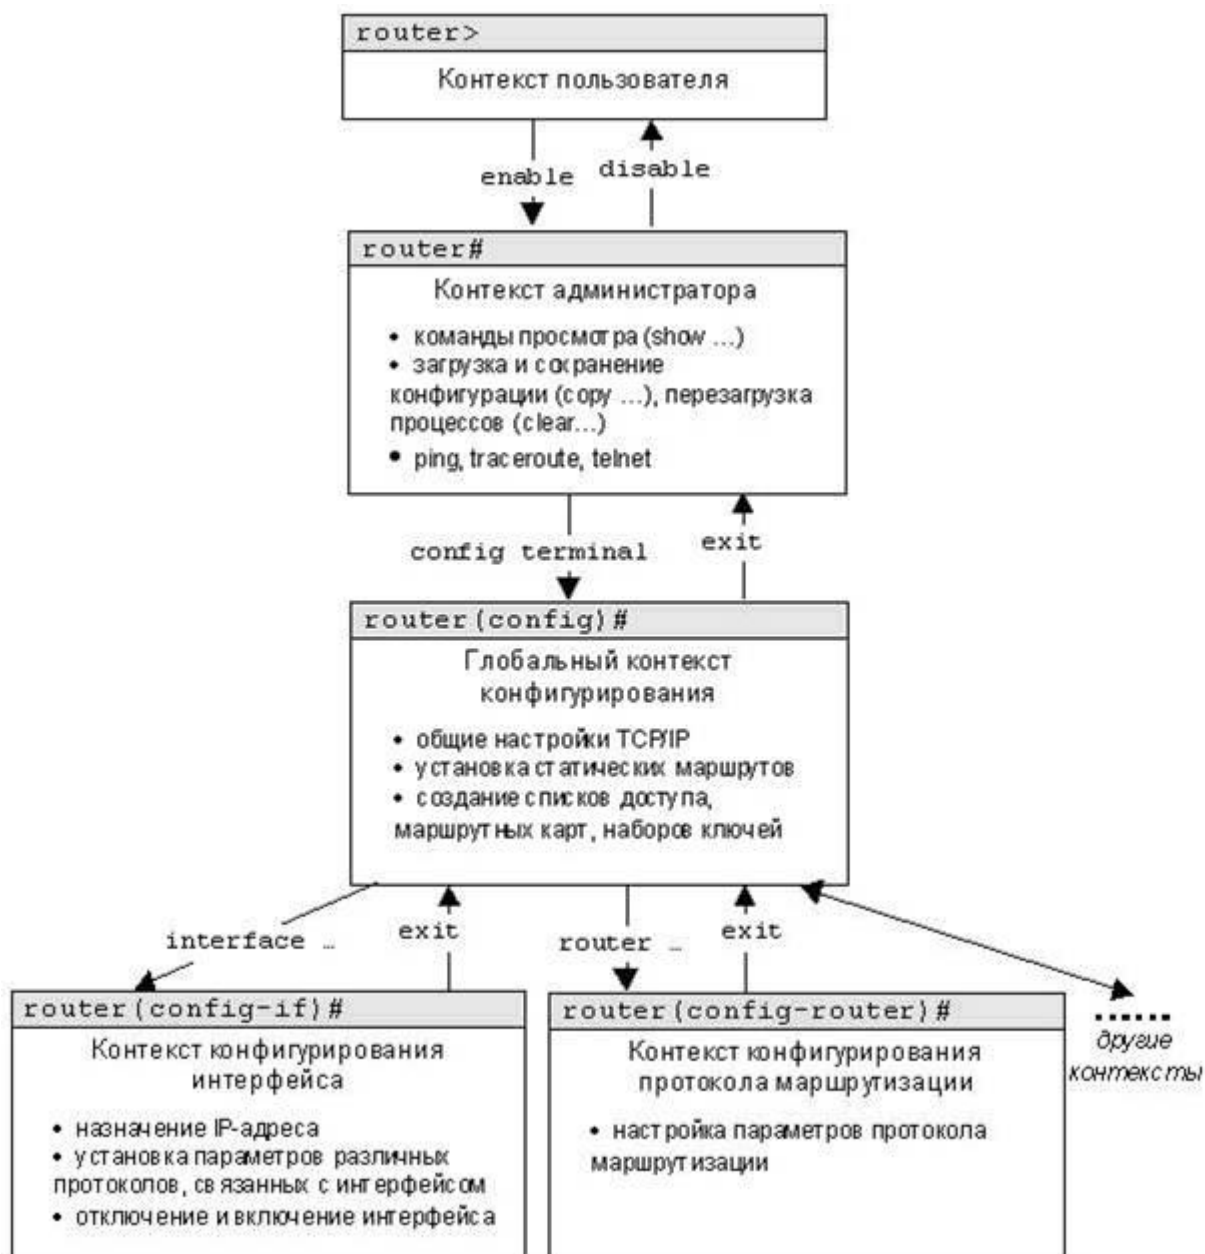 router>
Контекст пользователя
enable
disable
router#
Контекст администратора
• команды просмотра (show ...)
• загрузка и сохранение
конфигурации (copy ...), перезагрузка
процессов (clear...)
• ping, traceroute, telnet
config terminal
exit
router(config)#
Глобальный контекст
конфигурирования
• общие настройки TCP/IP
• установка статических маршрутов
• создание списков доступа,
маршрутных карт, наборов ключей
interface …
exit
router …
exit
router(config-if)#
Контекст конфигурирования
интерфейса
• назначение IP-адреса
• установка параметров различных
протоколов, связанных с интерфейсом
• отключение и включение интерфейса
router(config-router)#
Контекст конфигурирования
протокола маршрутизации
• настройка параметров протокола
маршрутизации
другие
контексты